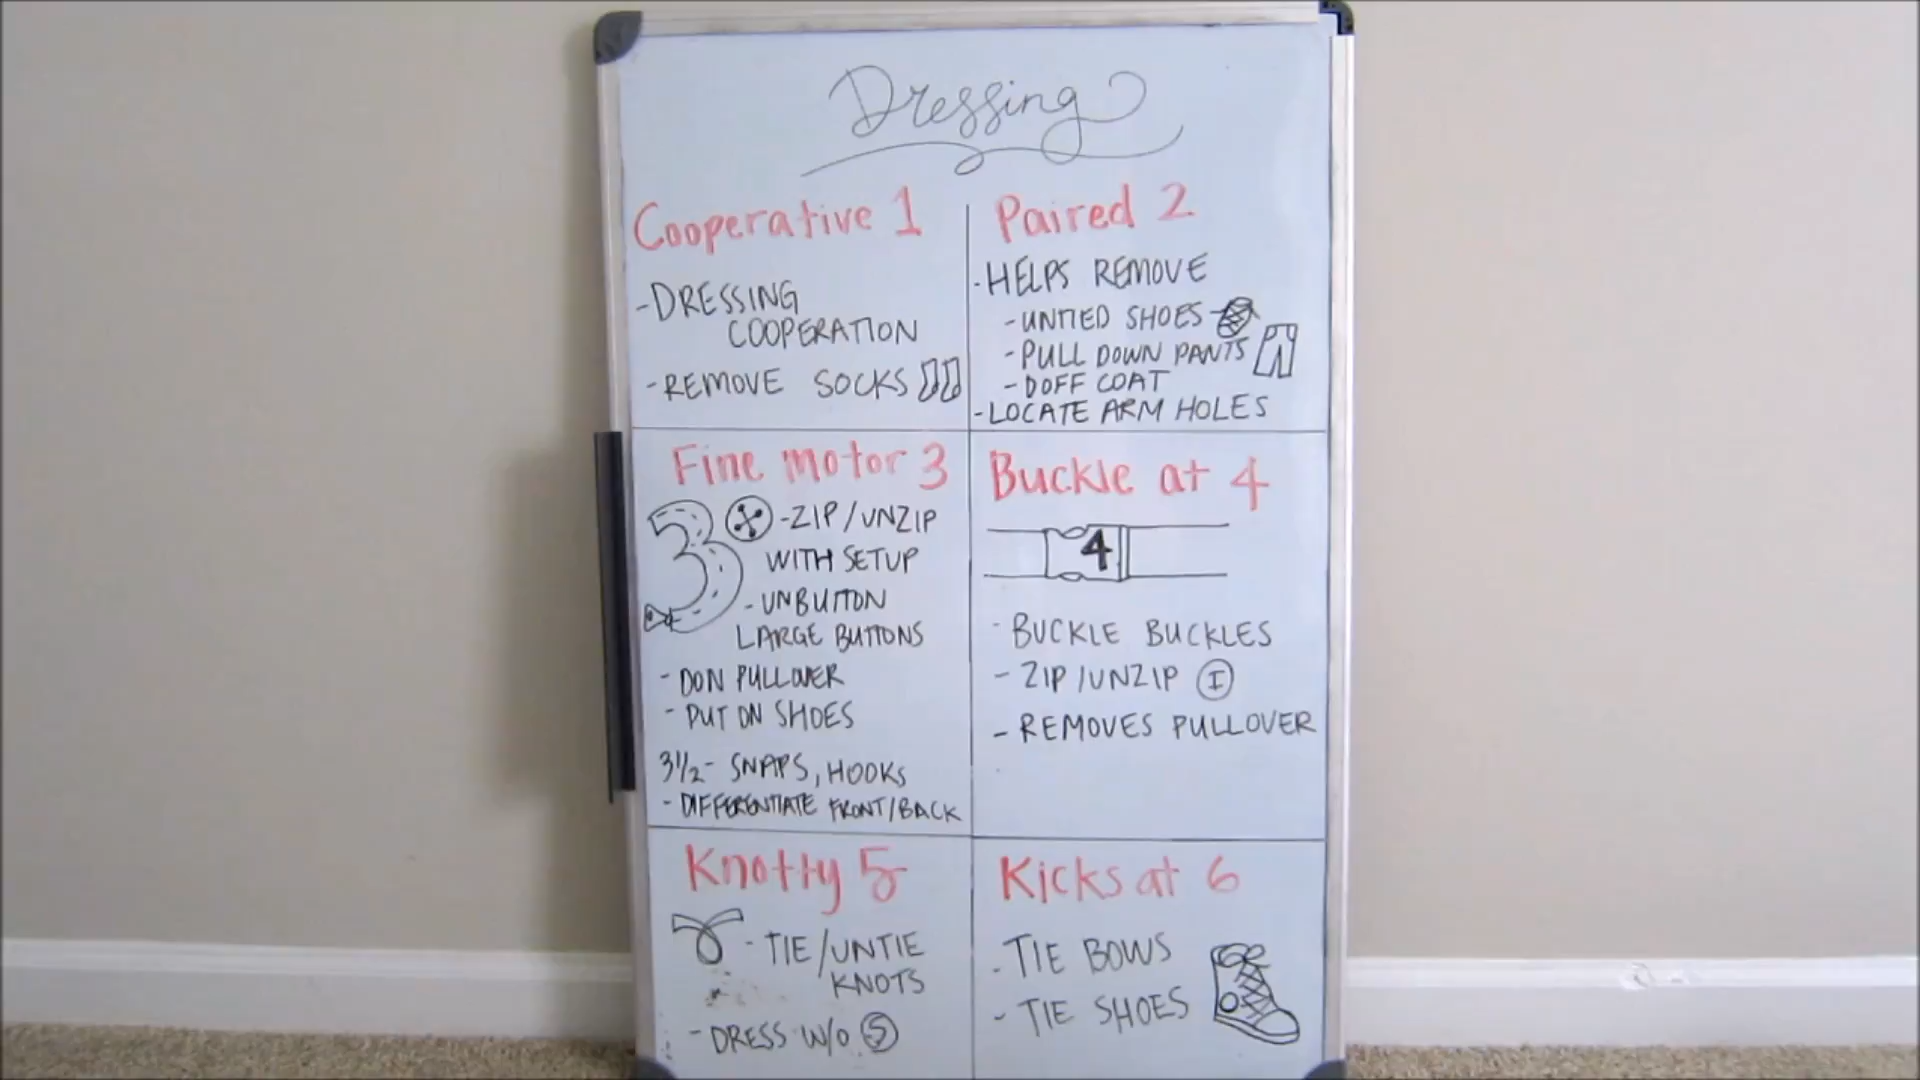 Dressing
Cooperative 1
-DRESSING
COOPERATION
-REMOVE SOCKS
Paired 2
-HELPS REMOVE
-UNTIED SHOES
-PULL DOWN PANTS
-DOFF COAT
-LOCATE ARM HOLES
Fine motor 3
3
-ZIP/UNZIP
WITH SETUP
-UNBUTTON
LARGE BUTTONS
-DON PULLOVER
-PUT ON SHOES
3½- SNAPS, HOOKS
-DIFFERENTIATE FRONT/BACK
Buckle at 4
4
-BUCKLE BUCKLES
-ZIP/UNZIP I
-REMOVES PULLOVER
Knotty 5
-TIE/UNTIE
KNOTS
-DRESS W/O S
Kicks at 6
-TIE BOWS
-TIE SHOES